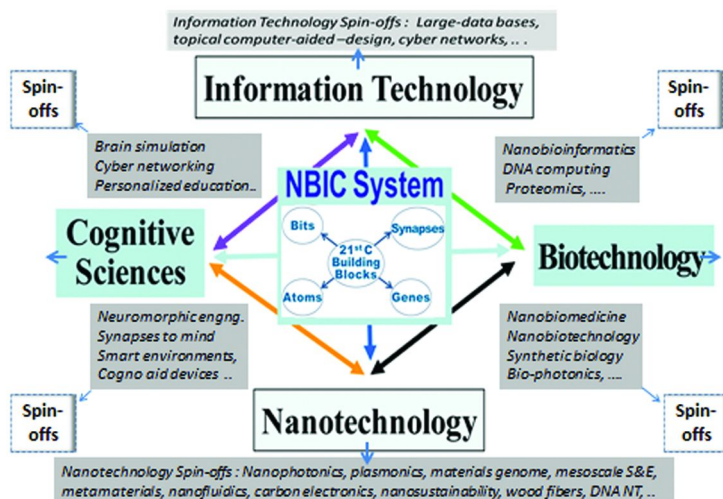 Information Technology Spin-offs : Large-data bases,
topical computer-aided –design, cyber networks,.. .
Information Technology
Spin-
offs
Spin-
offs
Brain simulation
Cyber networking
Personalized education..
Nanobioinformatics
DNA computing
Proteomics, ....
NBIC System
Bits
Synapses
21st C
Building
Blocks
Atoms
Genes
Cognitive
Sciences
Biotechnology
Neuromorphic engng.
Synapses to mind
Smart environments,
Cogno aid devices ..
Nanobiomedicine
Nanobiotechnology
Synthetic biology
Bio-photonics, ....
Spin-
offs
Spin-
offs
Nanotechnology
Nanotechnology Spin-offs : Nanophotonics, plasmonics, materials genome, mesoscale S&E,
metamaterials, nanofluidics, carbon electronics, nanosustainability, wood fibers, DNA NT, ..